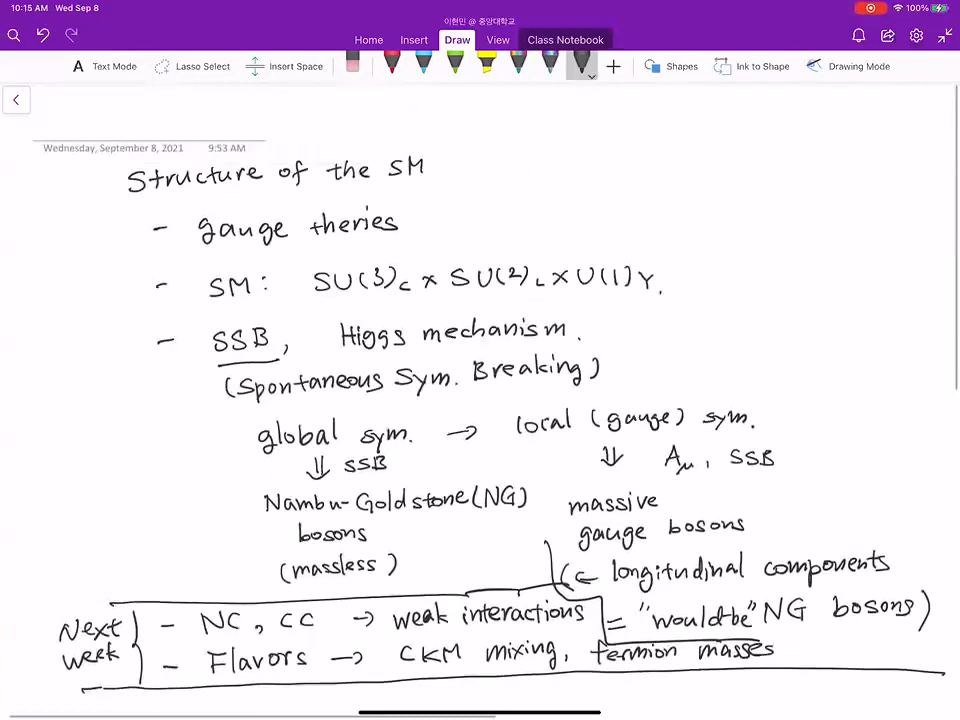 10:15 AM Wed Sep 8
100%
이현민 @ 중앙대학교
Home Insert Draw View Class Notebook
A Text Mode Lasso Select Insert Space Shapes Ink to Shape Drawing Mode
Wednesday, September 8, 2021 9:53 AM
Structure of the SM
- gauge theries
- SM: SU(3)c × SU(2)L × U(1)Y.
- SSB, Higgs mechanism.
(Spontaneous Sym. Breaking)
global sym. → local (gauge) sym.
⇓ SSB ⇓ Aμ, SSB
Nambu-Goldstone(NG) bosons
(massless)
massive gauge bosons
(← longitudinal components
= "would-be" NG bosons)
Next week
- NC, CC → weak interactions
- Flavors → CKM mixing, fermion masses